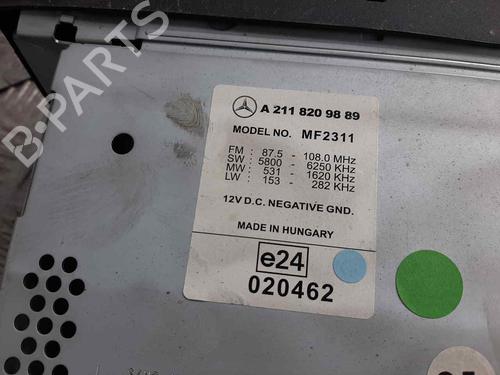 A 211 820 98 89
MODEL NO. MF2311
FM : 87.5 - 108.0 MHz
SW : 5800 - 6250 KHz
MW : 531 - 1620 KHz
LW : 153 - 282 KHz
12V D.C. NEGATIVE GND.
MADE IN HUNGARY
e24
020462
B-PARTS